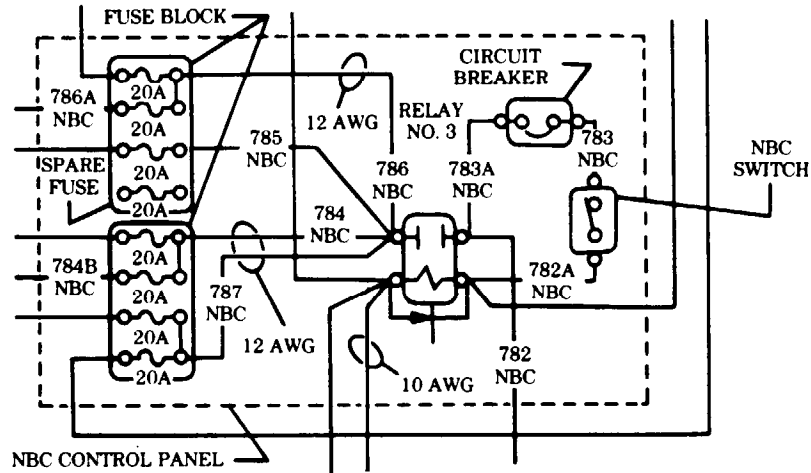 FUSE BLOCK
CIRCUIT
BREAKER
20A
786A
NBC
20A
12 AWG
RELAY
NO. 3
785
NBC
786
NBC
783A
NBC
783
NBC
NBC
SWITCH
20A
SPARE
FUSE
20A
784
NBC
20A
784B
NBC
20A
787
NBC
782A
NBC
20A
12 AWG
782
NBC
20A
10 AWG
NBC CONTROL PANEL